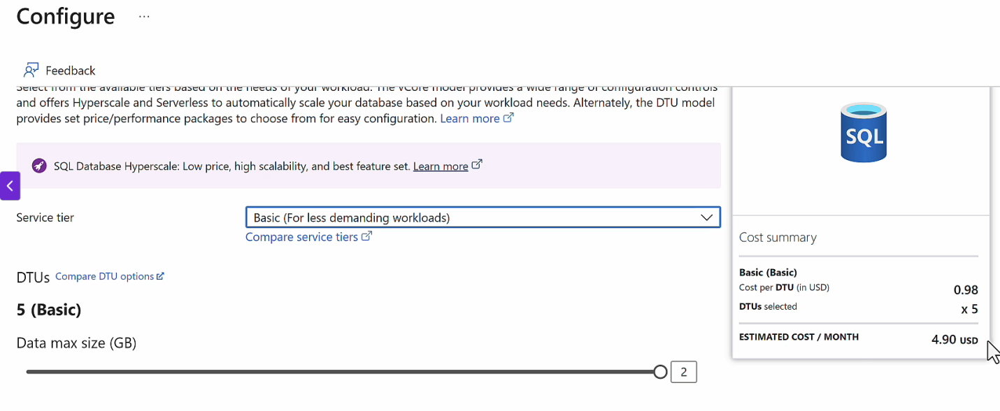 Configure ...
Feedback
Select from the available tiers based on the needs of your workload. The vCore model provides a wide range of configuration controls
and offers Hyperscale and Serverless to automatically scale your database based on your workload needs. Alternately, the DTU model
provides set price/performance packages to choose from for easy configuration. Learn more
SQL Database Hyperscale: Low price, high scalability, and best feature set. Learn more
Service tier
Basic (For less demanding workloads)
Compare service tiers
DTUs Compare DTU options
5 (Basic)
Data max size (GB)
2
SQL
Cost summary
Basic (Basic)
Cost per DTU (in USD) 0.98
DTUs selected x 5
ESTIMATED COST / MONTH 4.90 USD